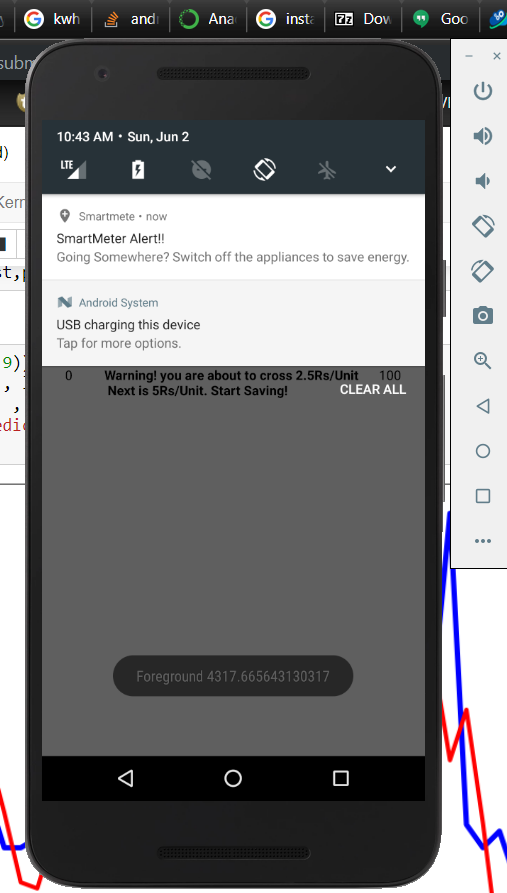 kwh
and
Ana
insta
Dow
Goo
subm
10:43 AM • Sun, Jun 2
LTE
d)
Smartmete • now
Kern
SmartMeter Alert!!
Going Somewhere? Switch off the appliances to save energy.
st,p
Android System
USB charging this device
Tap for more options.
9))
0 Warning! you are about to cross 2.5Rs/Unit 100
Next is 5Rs/Unit. Start Saving!
CLEAR ALL
edic
Foreground 4317.665643130317